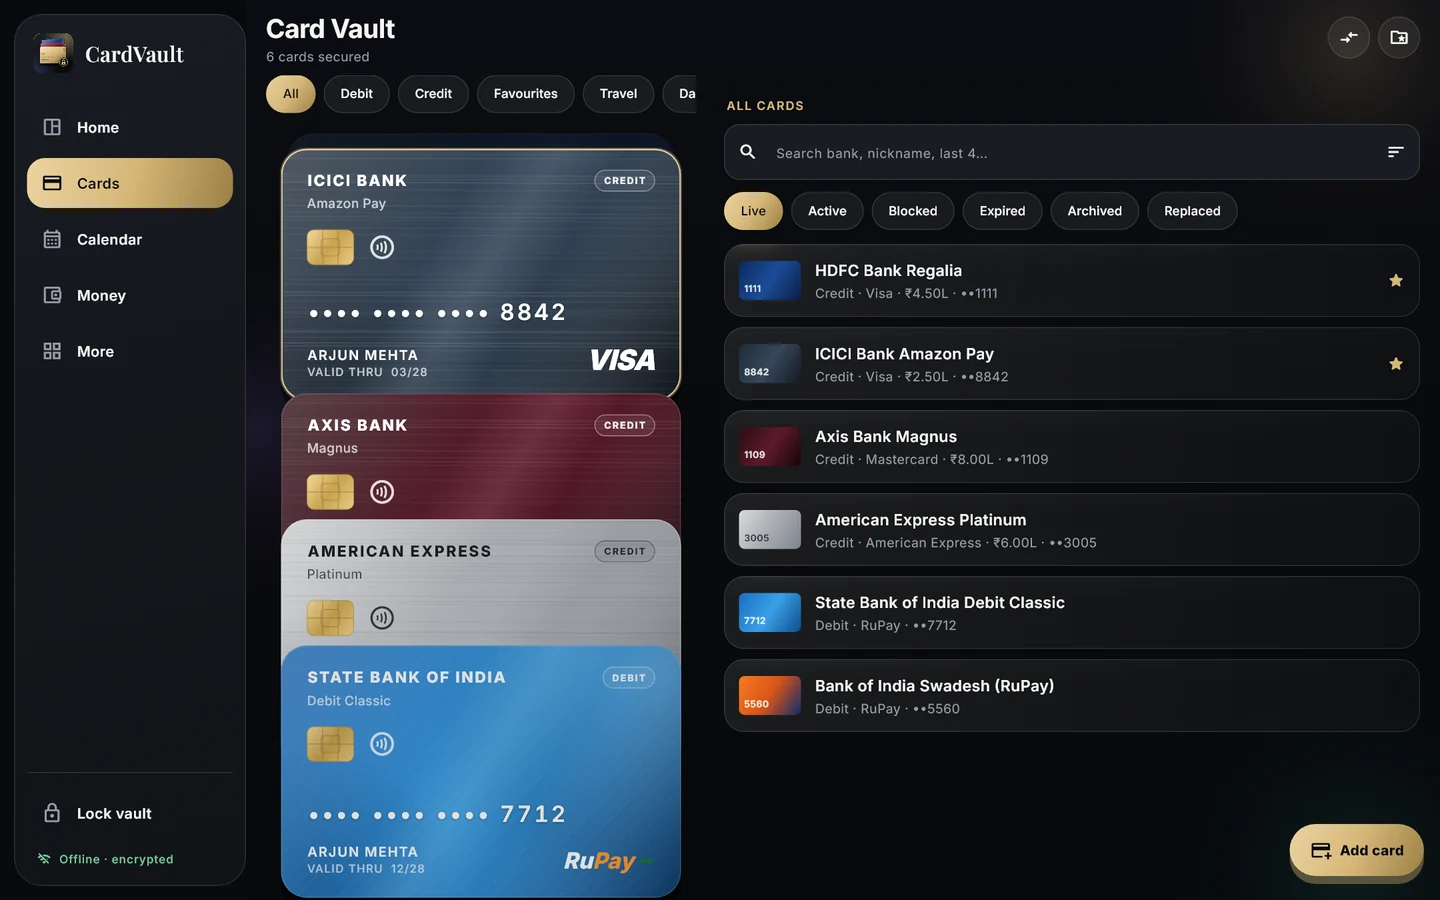 CardVault
Home
Cards
Calendar
Money
More
Lock vault
Offline · encrypted
Card Vault
6 cards secured
All
Debit
Credit
Favourites
Travel
Da
ICICI BANK
CREDIT
Amazon Pay
•••• •••• •••• 8842
ARJUN MEHTA
VALID THRU 03/28
VISA
AXIS BANK
CREDIT
Magnus
AMERICAN EXPRESS
CREDIT
Platinum
STATE BANK OF INDIA
DEBIT
Debit Classic
•••• •••• •••• 7712
ARJUN MEHTA
VALID THRU 12/28
RuPay
ALL CARDS
Search bank, nickname, last 4...
Live
Active
Blocked
Expired
Archived
Replaced
1111
HDFC Bank Regalia
Credit · Visa · ₹4.50L · ••1111
8842
ICICI Bank Amazon Pay
Credit · Visa · ₹2.50L · ••8842
1109
Axis Bank Magnus
Credit · Mastercard · ₹8.00L · ••1109
3005
American Express Platinum
Credit · American Express · ₹6.00L · ••3005
7712
State Bank of India Debit Classic
Debit · RuPay · ••7712
5560
Bank of India Swadesh (RuPay)
Debit · RuPay · ••5560
Add card